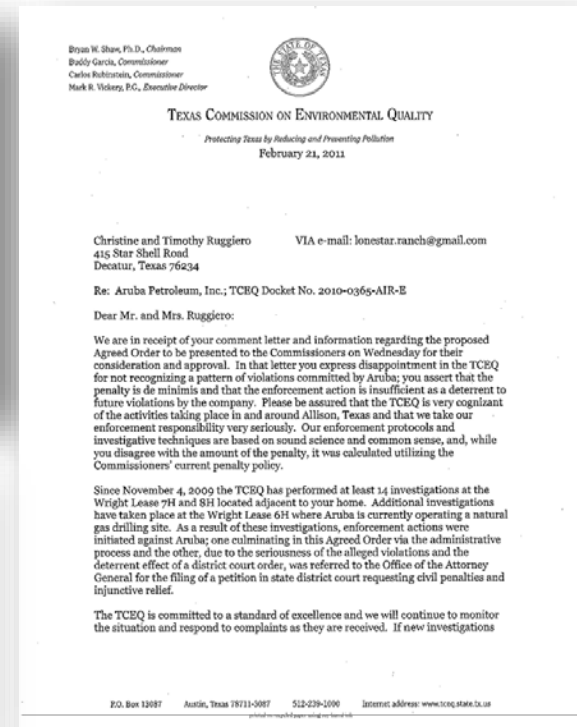 Bryan W. Shaw, Ph.D., Chairman
Buddy Garcia, Commissioner
Carlos Rubinstein, Commissioner
Mark R. Vickery, P.G., Executive Director
THE STATE OF TEXAS
TEXAS COMMISSION ON ENVIRONMENTAL QUALITY
Protecting Texas by Reducing and Preventing Pollution
February 21, 2011
Christine and Timothy Ruggiero VIA e-mail: lonestar.ranch@gmail.com
415 Star Shell Road
Decatur, Texas 76234
Re: Aruba Petroleum, Inc.; TCEQ Docket No. 2010-0365-AIR-E
Dear Mr. and Mrs. Ruggiero:
We are in receipt of your comment letter and information regarding the proposed
Agreed Order to be presented to the Commissioners on Wednesday for their
consideration and approval. In that letter you express disappointment in the TCEQ
for not recognizing a pattern of violations committed by Aruba; you assert that the
penalty is de minimis and that the enforcement action is insufficient as a deterrent to
future violations by the company. Please be assured that the TCEQ is very cognizant
of the activities taking place in and around Allison, Texas and that we take our
enforcement responsibility very seriously. Our enforcement protocols and
investigative techniques are based on sound science and common sense, and, while
you disagree with the amount of the penalty, it was calculated utilizing the
Commissioners' current penalty policy.
Since November 4, 2009 the TCEQ has performed at least 14 investigations at the
Wright Lease 7H and 8H located adjacent to your home. Additional investigations
have taken place at the Wright Lease 6H where Aruba is currently operating a natural
gas drilling site. As a result of these investigations, enforcement actions were
initiated against Aruba; one culminating in this Agreed Order via the administrative
process and the other, due to the seriousness of the alleged violations and the
deterrent effect of a district court order, was referred to the Office of the Attorney
General for the filing of a petition in state district court requesting civil penalties and
injunctive relief.
The TCEQ is committed to a standard of excellence and we will continue to monitor
the situation and respond to complaints as they are received. If new investigations
P.O. Box 13087 Austin, Texas 78711-3087 512-239-1000 Internet address: www.tceq.state.tx.us
printed on recycled paper using soy-based ink